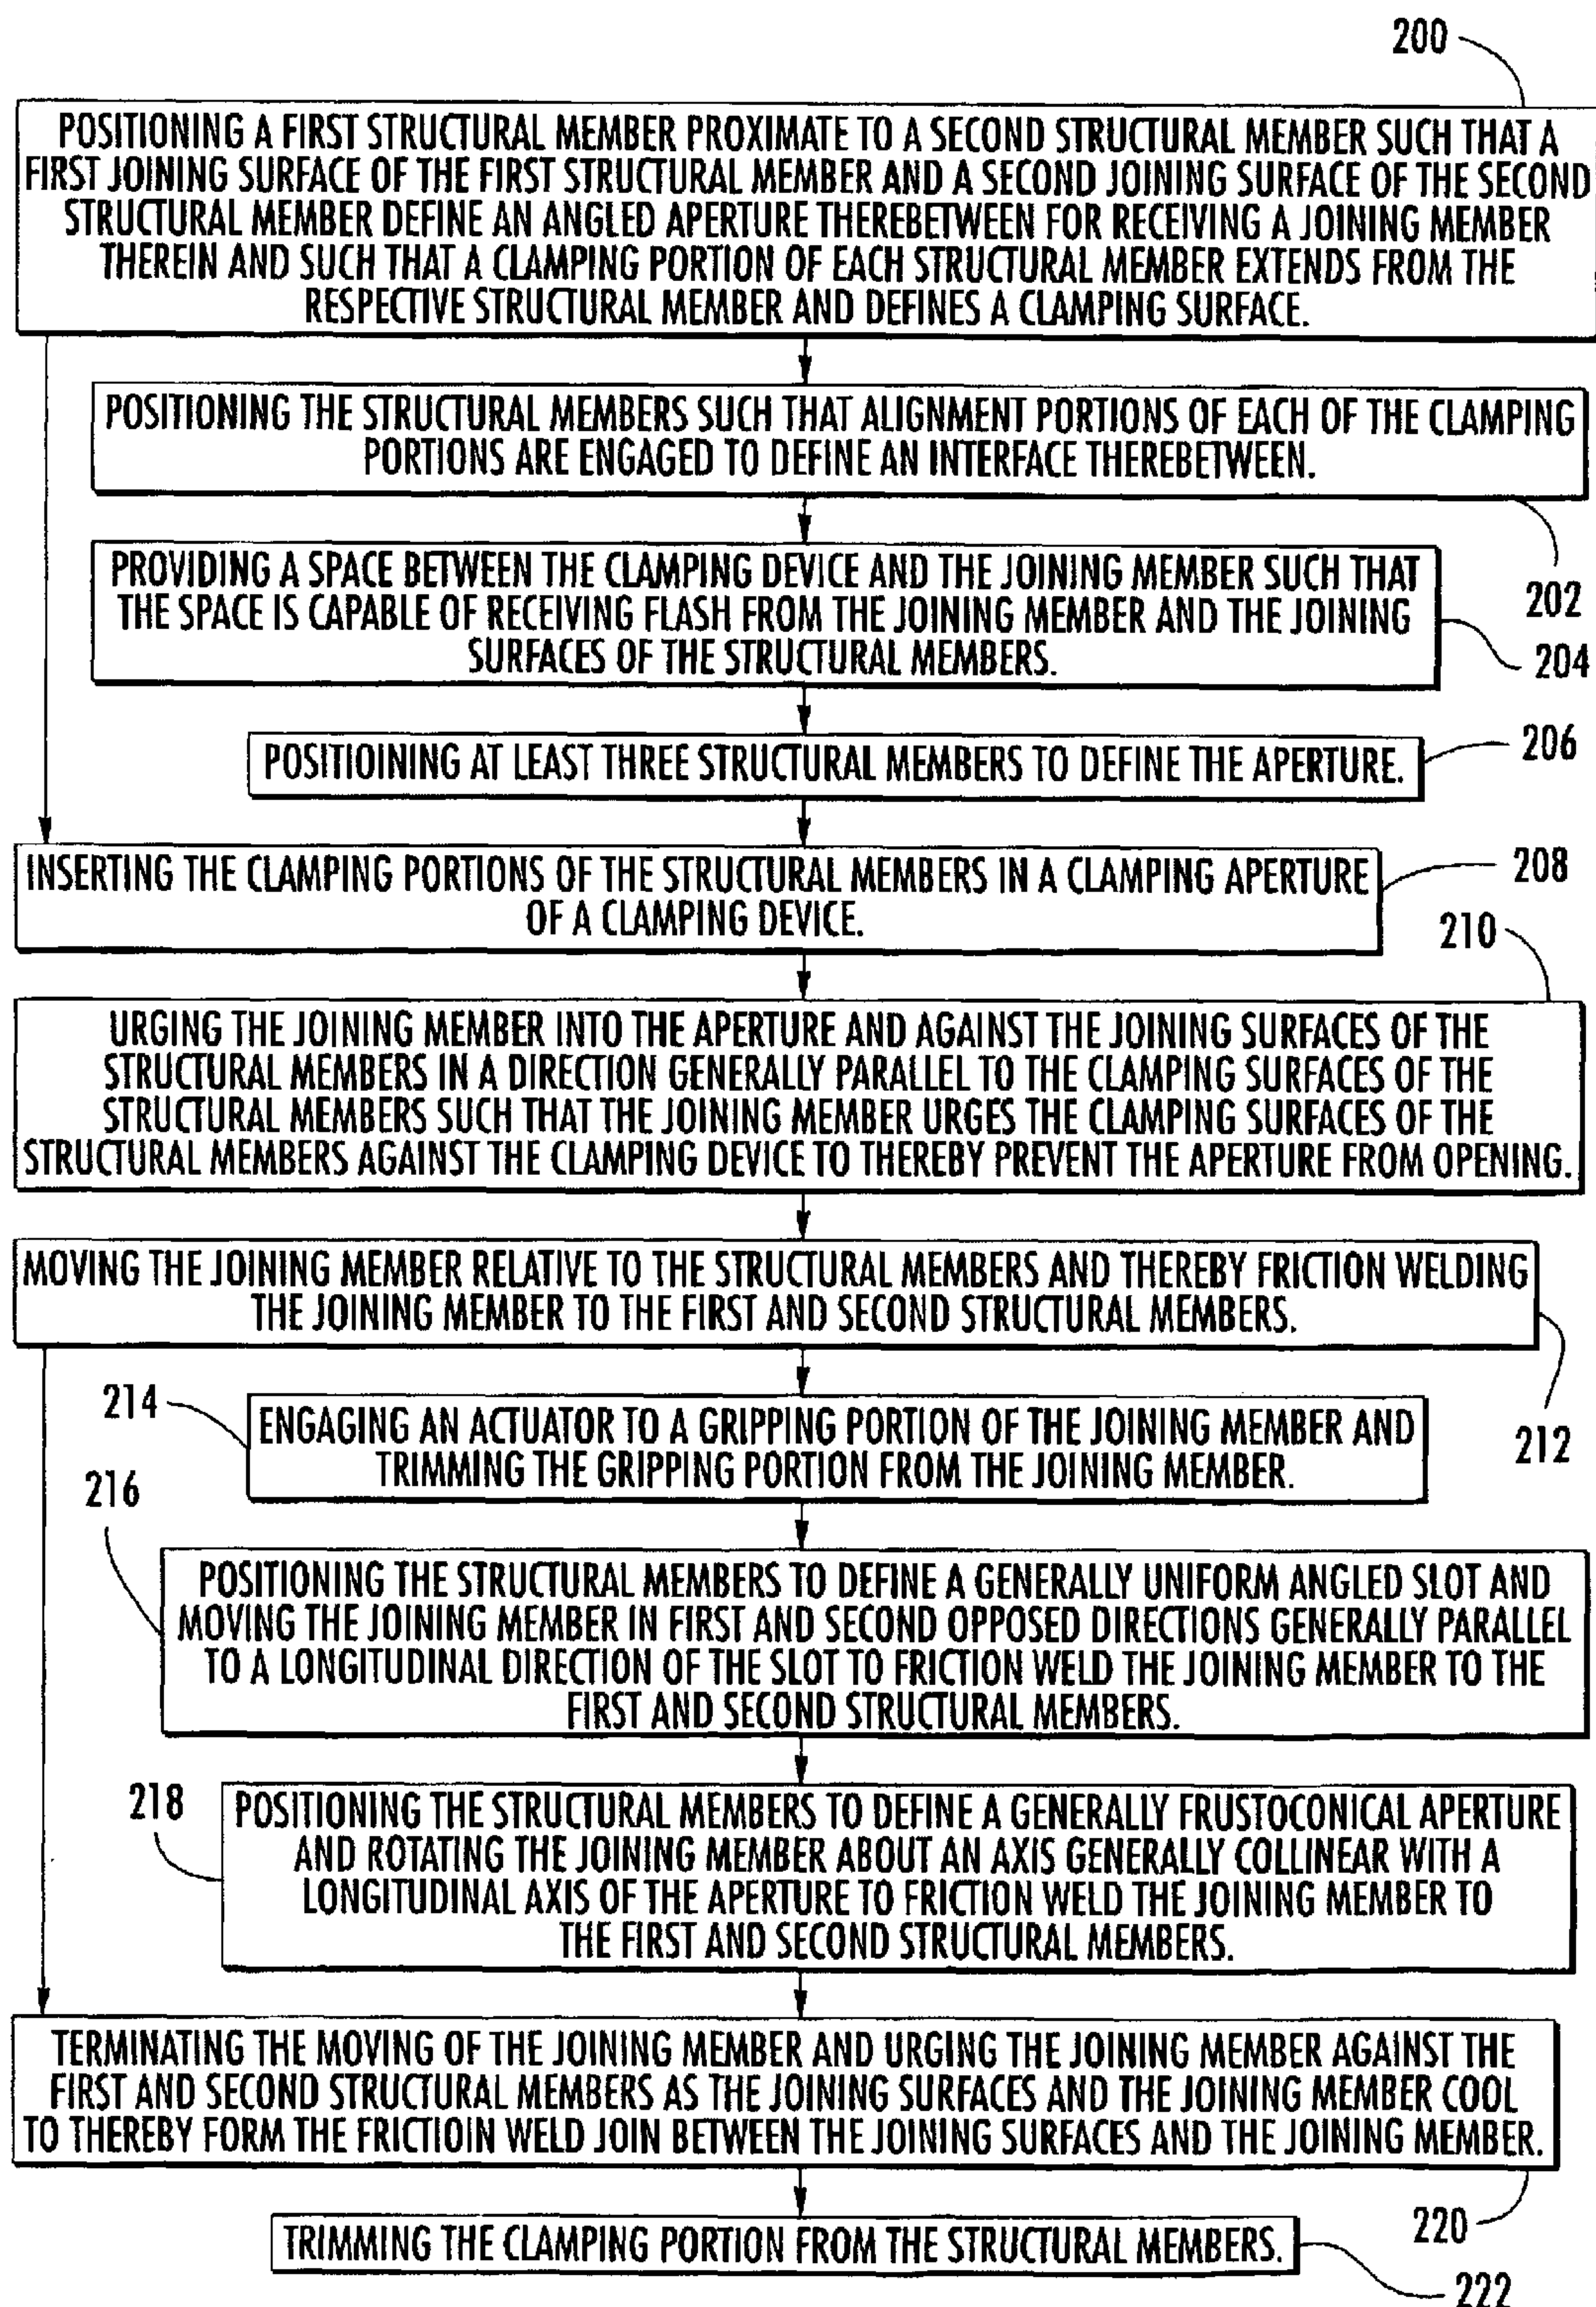 200
POSITIONING A FIRST STRUCTURAL MEMBER PROXIMATE TO A SECOND STRUCTURAL MEMBER SUCH THAT A
FIRST JOINING SURFACE OF THE FIRST STRUCTURAL MEMBER AND A SECOND JOINING SURFACE OF THE SECOND
STRUCTURAL MEMBER DEFINE AN ANGLED APERTURE THEREBETWEEN FOR RECEIVING A JOINING MEMBER
THEREIN AND SUCH THAT A CLAMPING PORTION OF EACH STRUCTURAL MEMBER EXTENDS FROM THE
RESPECTIVE STRUCTURAL MEMBER AND DEFINES A CLAMPING SURFACE.
POSITIONING THE STRUCTURAL MEMBERS SUCH THAT ALIGNMENT PORTIONS OF EACH OF THE CLAMPING
PORTIONS ARE ENGAGED TO DEFINE AN INTERFACE THEREBETWEEN.
202
PROVIDING A SPACE BETWEEN THE CLAMPING DEVICE AND THE JOINING MEMBER SUCH THAT
THE SPACE IS CAPABLE OF RECEIVING FLASH FROM THE JOINING MEMBER AND THE JOINING
SURFACES OF THE STRUCTURAL MEMBERS.
204
POSITIOINING AT LEAST THREE STRUCTURAL MEMBERS TO DEFINE THE APERTURE.
206
INSERTING THE CLAMPING PORTIONS OF THE STRUCTURAL MEMBERS IN A CLAMPING APERTURE
OF A CLAMPING DEVICE.
208
210
URGING THE JOINING MEMBER INTO THE APERTURE AND AGAINST THE JOINING SURFACES OF THE
STRUCTURAL MEMBERS IN A DIRECTION GENERALLY PARALLEL TO THE CLAMPING SURFACES OF THE
STRUCTURAL MEMBERS SUCH THAT THE JOINING MEMBER URGES THE CLAMPING SURFACES OF THE
STRUCTURAL MEMBERS AGAINST THE CLAMPING DEVICE TO THEREBY PREVENT THE APERTURE FROM OPENING.
MOVING THE JOINING MEMBER RELATIVE TO THE STRUCTURAL MEMBERS AND THEREBY FRICTION WELDING
THE JOINING MEMBER TO THE FIRST AND SECOND STRUCTURAL MEMBERS.
212
214
ENGAGING AN ACTUATOR TO A GRIPPING PORTION OF THE JOINING MEMBER AND
TRIMMING THE GRIPPING PORTION FROM THE JOINING MEMBER.
216
POSITIONING THE STRUCTURAL MEMBERS TO DEFINE A GENERALLY UNIFORM ANGLED SLOT AND
MOVING THE JOINING MEMBER IN FIRST AND SECOND OPPOSED DIRECTIONS GENERALLY PARALLEL
TO A LONGITUDINAL DIRECTION OF THE SLOT TO FRICTION WELD THE JOINING MEMBER TO THE
FIRST AND SECOND STRUCTURAL MEMBERS.
218
POSITIONING THE STRUCTURAL MEMBERS TO DEFINE A GENERALLY FRUSTOCONICAL APERTURE
AND ROTATING THE JOINING MEMBER ABOUT AN AXIS GENERALLY COLLINEAR WITH A
LONGITUDINAL AXIS OF THE APERTURE TO FRICTION WELD THE JOINING MEMBER TO
THE FIRST AND SECOND STRUCTURAL MEMBERS.
TERMINATING THE MOVING OF THE JOINING MEMBER AND URGING THE JOINING MEMBER AGAINST THE
FIRST AND SECOND STRUCTURAL MEMBERS AS THE JOINING SURFACES AND THE JOINING MEMBER COOL
TO THEREBY FORM THE FRICTIOIN WELD JOIN BETWEEN THE JOINING SURFACES AND THE JOINING MEMBER.
220
TRIMMING THE CLAMPING PORTION FROM THE STRUCTURAL MEMBERS.
222